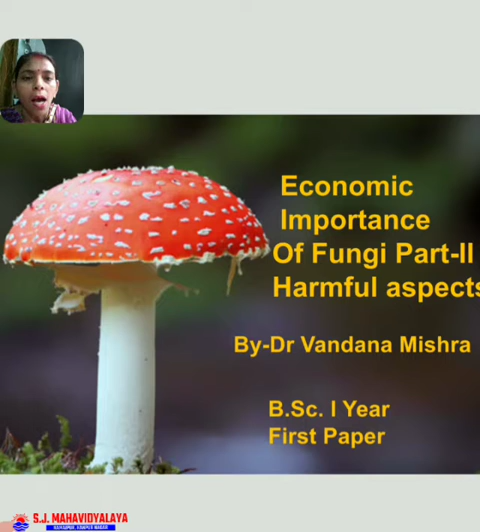 Economic
Importance
Of Fungi Part-II
Harmful aspects
By-Dr Vandana Mishra
B.Sc. I Year
First Paper
S.J. MAHAVIDYALAYA